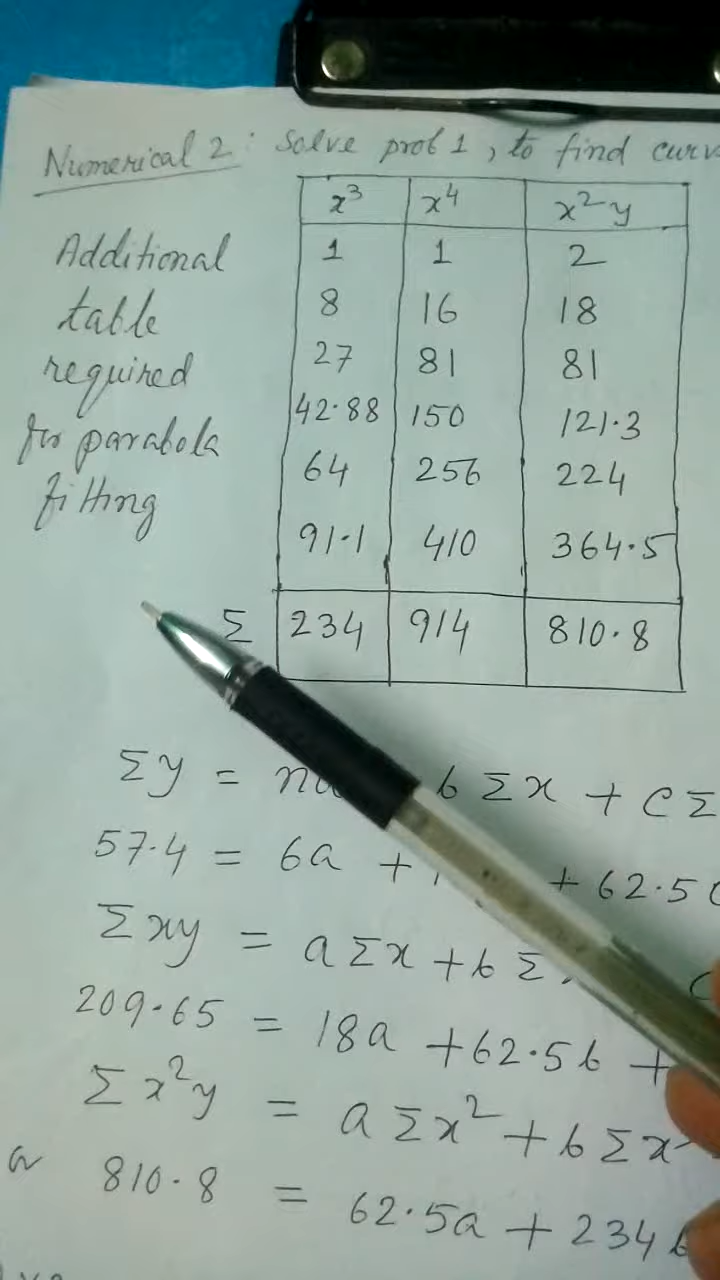 Numerical 2: Solve prob 1, to find
x³ x⁴ x²y
Additional 1 1 2
table 8 16 18
required 27 81 81
for parabola 42.88 150 121.3
fitting 64 256 224
91.1 410 364.5
Σ 234 914 810.8
Σy = b Σx + cΣ
57.4 = 6a + + 62.5
Σxy = aΣx + b Σ
209.65 = 18a + 62.5b +
Σx²y = aΣx² + b Σx
810.8 = 62.5a + 234